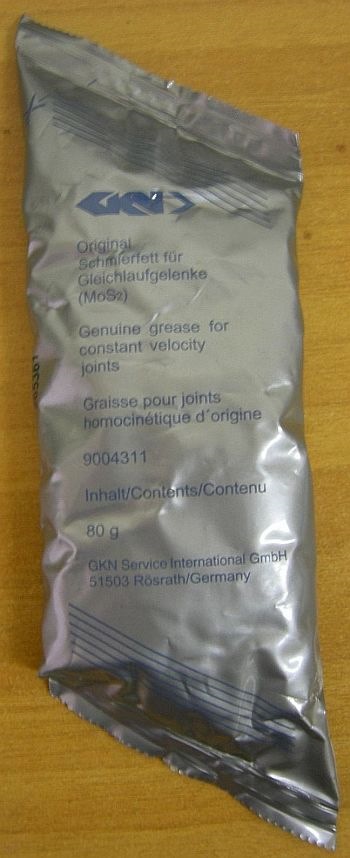 GKN
Original
Schmierfett für
Gleichlaufgelenke
(MoS2)
Genuine grease for
constant velocity
joints
Graisse pour joints
homocinétique d´origine
9004311
Inhalt/Contents/Contenu
80 g
GKN Service International GmbH
51503 Rösrath/Germany